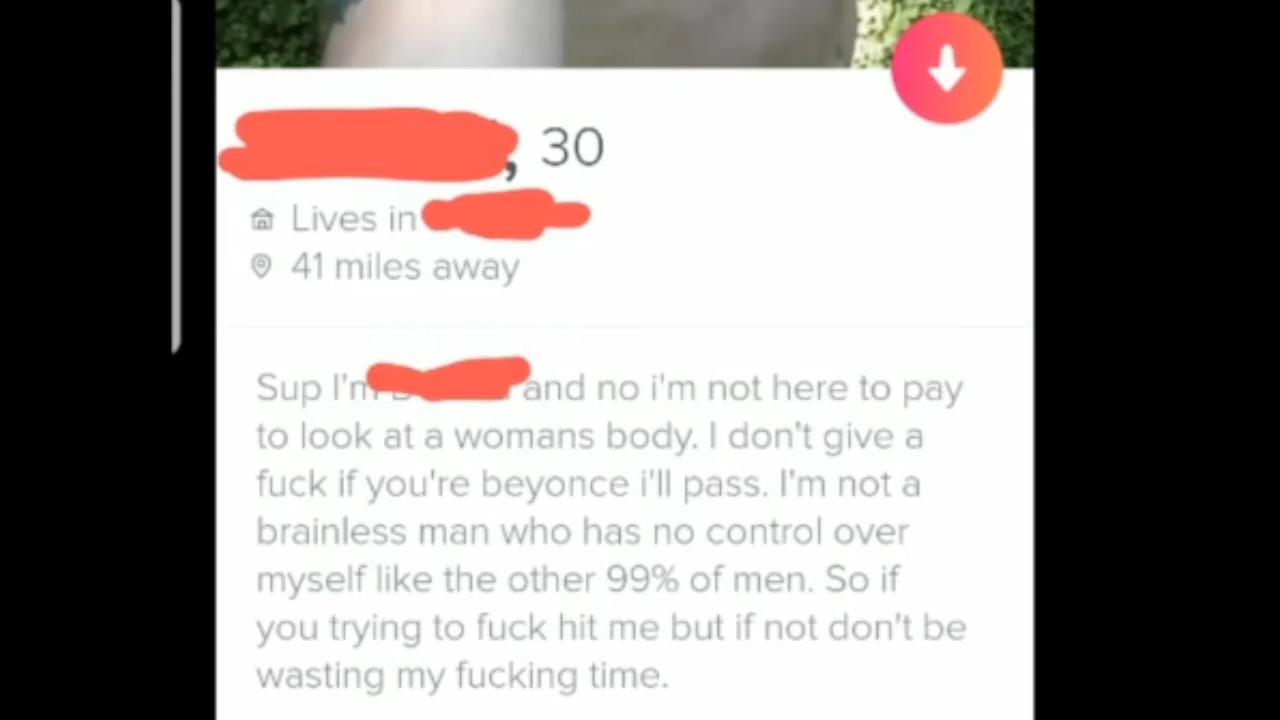 , 30
Lives in
41 miles away
Sup I'm and no i'm not here to pay
to look at a womans body. I don't give a
fuck if you're beyonce i'll pass. I'm not a
brainless man who has no control over
myself like the other 99% of men. So if
you trying to fuck hit me but if not don't be
wasting my fucking time.